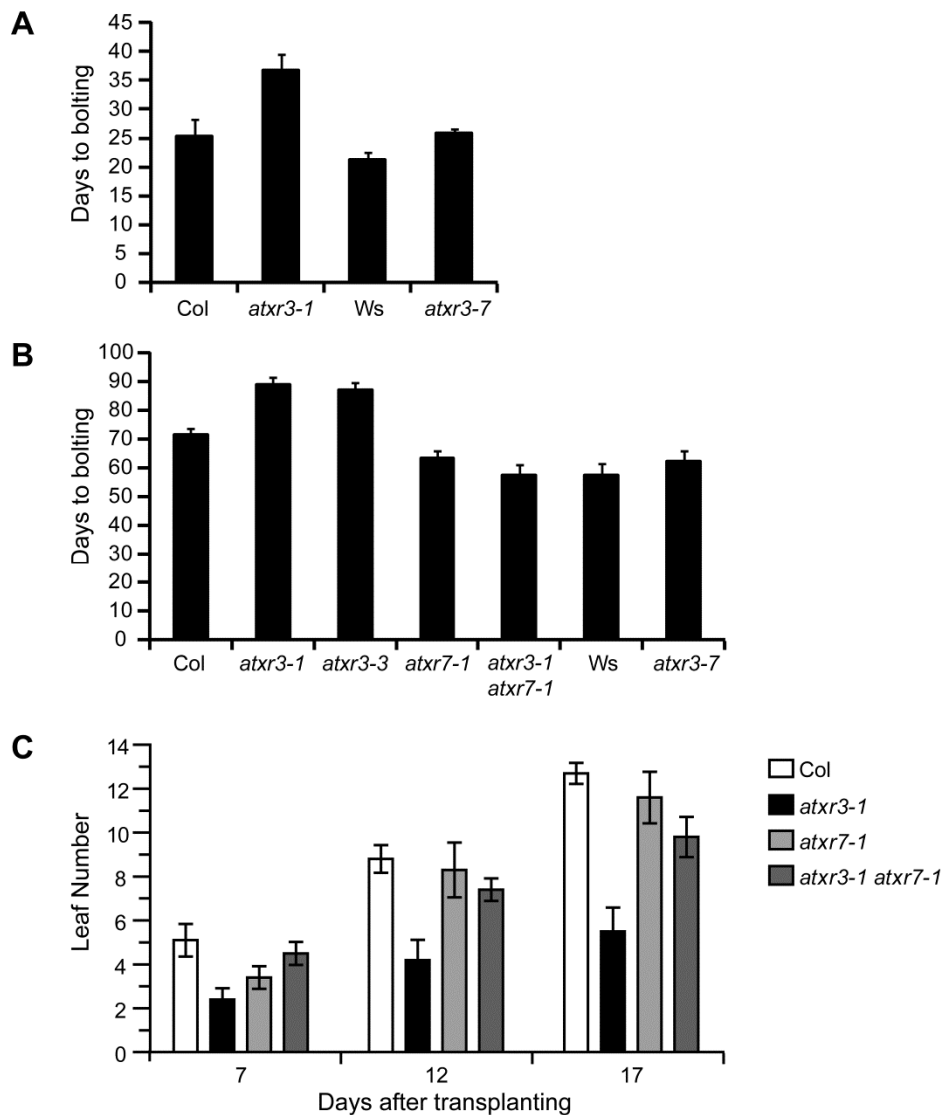 A
Days to bolting
45
40
35
30
25
20
15
10
5
0
Col atxr3-1 Ws atxr3-7
B
Days to bolting
100
90
80
70
60
50
40
30
20
10
0
Col atxr3-1 atxr3-3 atxr7-1 atxr3-1 Ws atxr3-7
atxr7-1
C
Leaf Number
14
12
10
8
6
4
2
0
7 12 17
Days after transplanting
Col
atxr3-1
atxr7-1
atxr3-1 atxr7-1